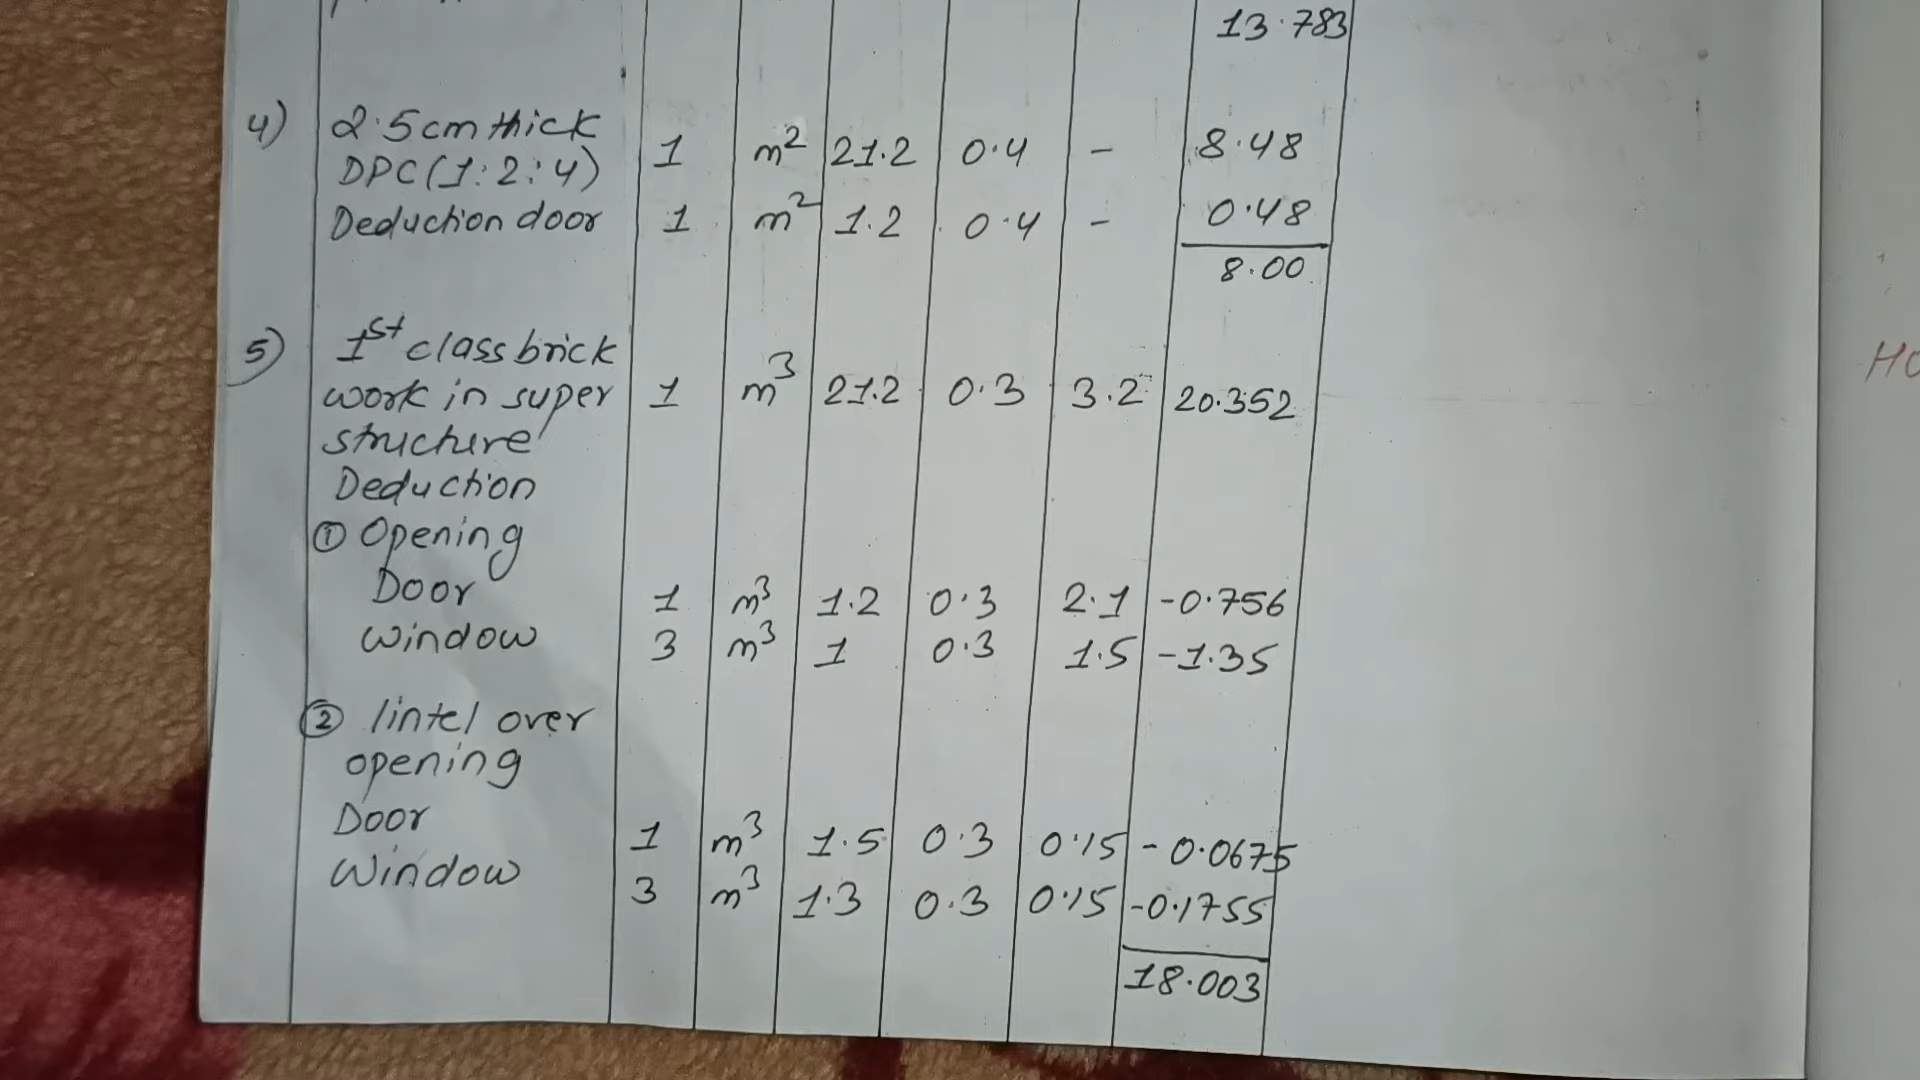 13.783
4) 2.5cm thick
DPC (1:2:4) 1 m² 21.2 0.4 - 8.48
Deduction door 1 m² 1.2 0.4 - 0.48
8.00
5) 1st class brick
work in super 1 m³ 21.2 0.3 3.2 20.352
structure
Deduction
① Opening
Door 1 m³ 1.2 0.3 2.1 -0.756
window 3 m³ 1 0.3 1.5 -1.35
② lintel over
opening
Door 1 m³ 1.5 0.3 0.15 -0.0675
Window 3 m³ 1.3 0.3 0.15 -0.1755
18.003